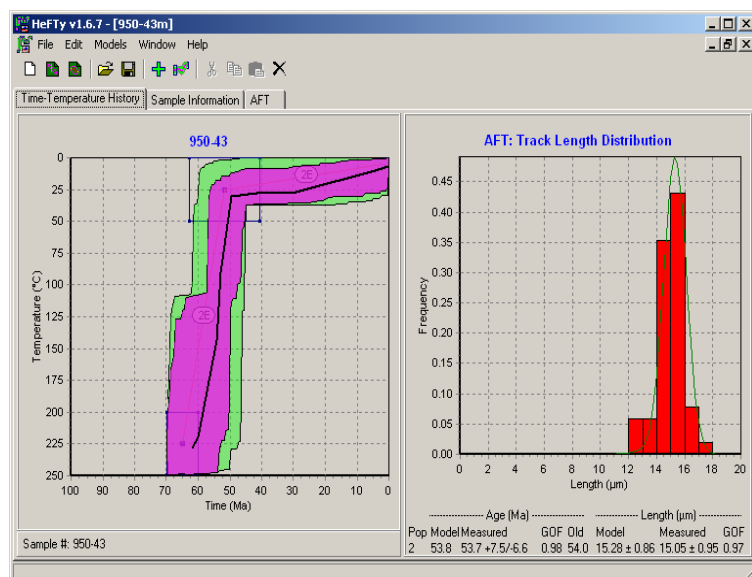 HeFTy v1.6.7 - [950-43m]
File Edit Models Window Help
Time-Temperature History Sample Information AFT
950-43
0
25
50
75
100
125
150
175
200
225
250
Temperature (°C)
2E
2E
100 90 80 70 60 50 40 30 20 10 0
Time (Ma)
Sample #: 950-43
AFT: Track Length Distribution
0.45
0.40
0.35
0.30
0.25
0.20
0.15
0.10
0.05
0.00
Frequency
0 2 4 6 8 10 12 14 16 18 20
Length (µm)
Age (Ma) Length (µm)
Pop Model Measured GOF Old Model Measured GOF
2 53.8 53.7 +7.5/-6.6 0.98 54.0 15.28 ± 0.86 15.05 ± 0.95 0.97